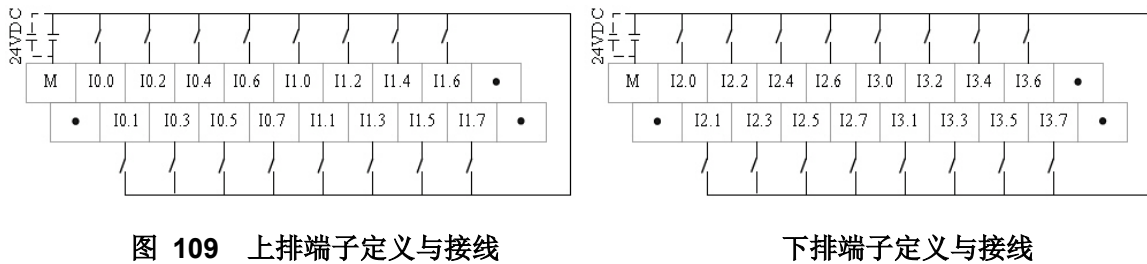 24VDC
M I0.0 I0.2 I0.4 I0.6 I1.0 I1.2 I1.4 I1.6 •
• I0.1 I0.3 I0.5 I0.7 I1.1 I1.3 I1.5 I1.7 •
24VDC
M I2.0 I2.2 I2.4 I2.6 I3.0 I3.2 I3.4 I3.6 •
• I2.1 I2.3 I2.5 I2.7 I3.1 I3.3 I3.5 I3.7 •
图 109 上排端子定义与接线
下排端子定义与接线